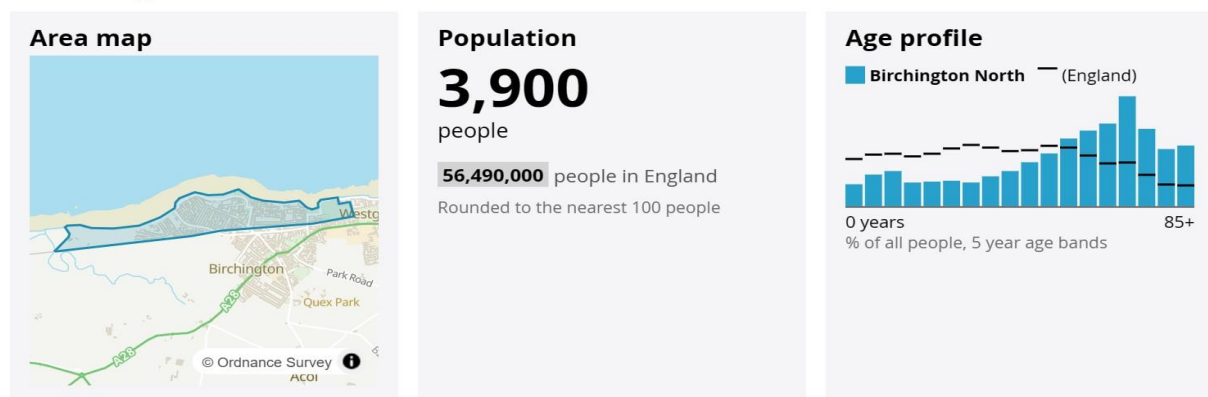 Area map
Westg
Birchington
Park Road
Quex Park
A28
A28
© Ordnance Survey
Acol
Population
3,900
people
56,490,000 people in England
Rounded to the nearest 100 people
Age profile
Birchington North (England)
0 years 85+
% of all people, 5 year age bands